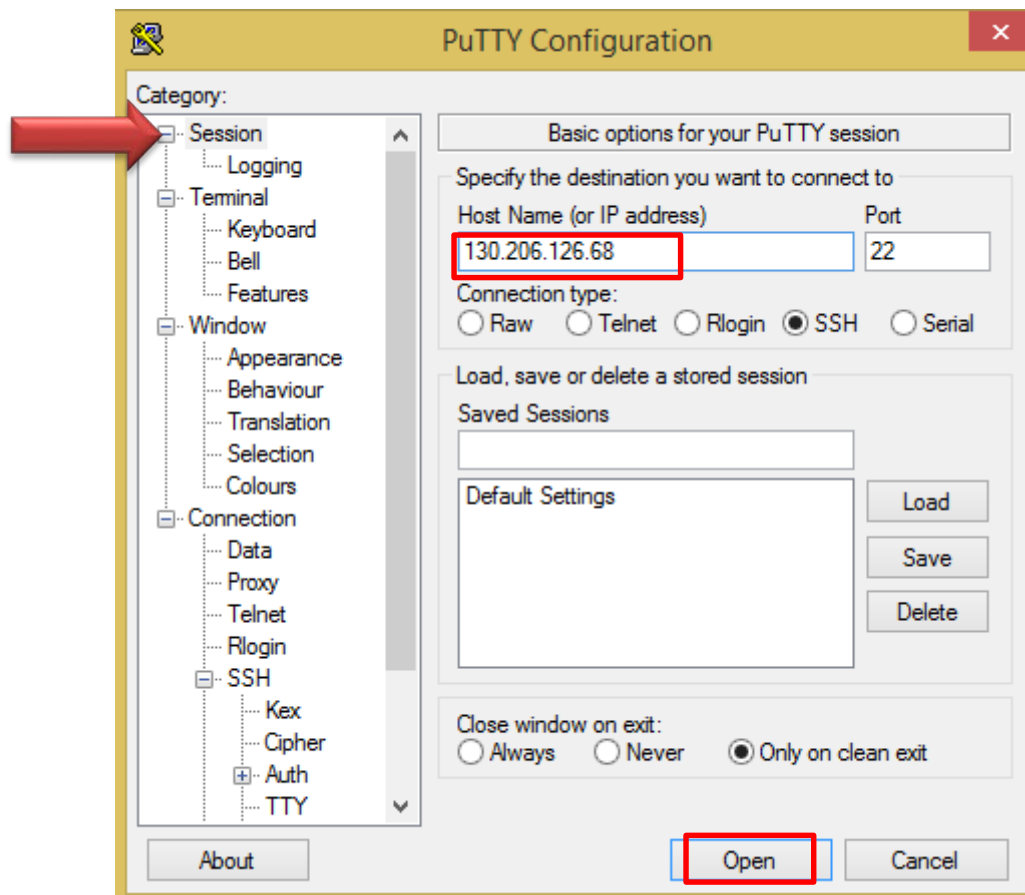 PuTTY Configuration
Category:
Session
Logging
Terminal
Keyboard
Bell
Features
Window
Appearance
Behaviour
Translation
Selection
Colours
Connection
Data
Proxy
Telnet
Rlogin
SSH
Kex
Cipher
Auth
TTY
Basic options for your PuTTY session
Specify the destination you want to connect to
Host Name (or IP address) Port
130.206.126.68 22
Connection type:
Raw Telnet Rlogin SSH Serial
Load, save or delete a stored session
Saved Sessions
Default Settings
Load
Save
Delete
Close window on exit:
Always Never Only on clean exit
About Open Cancel